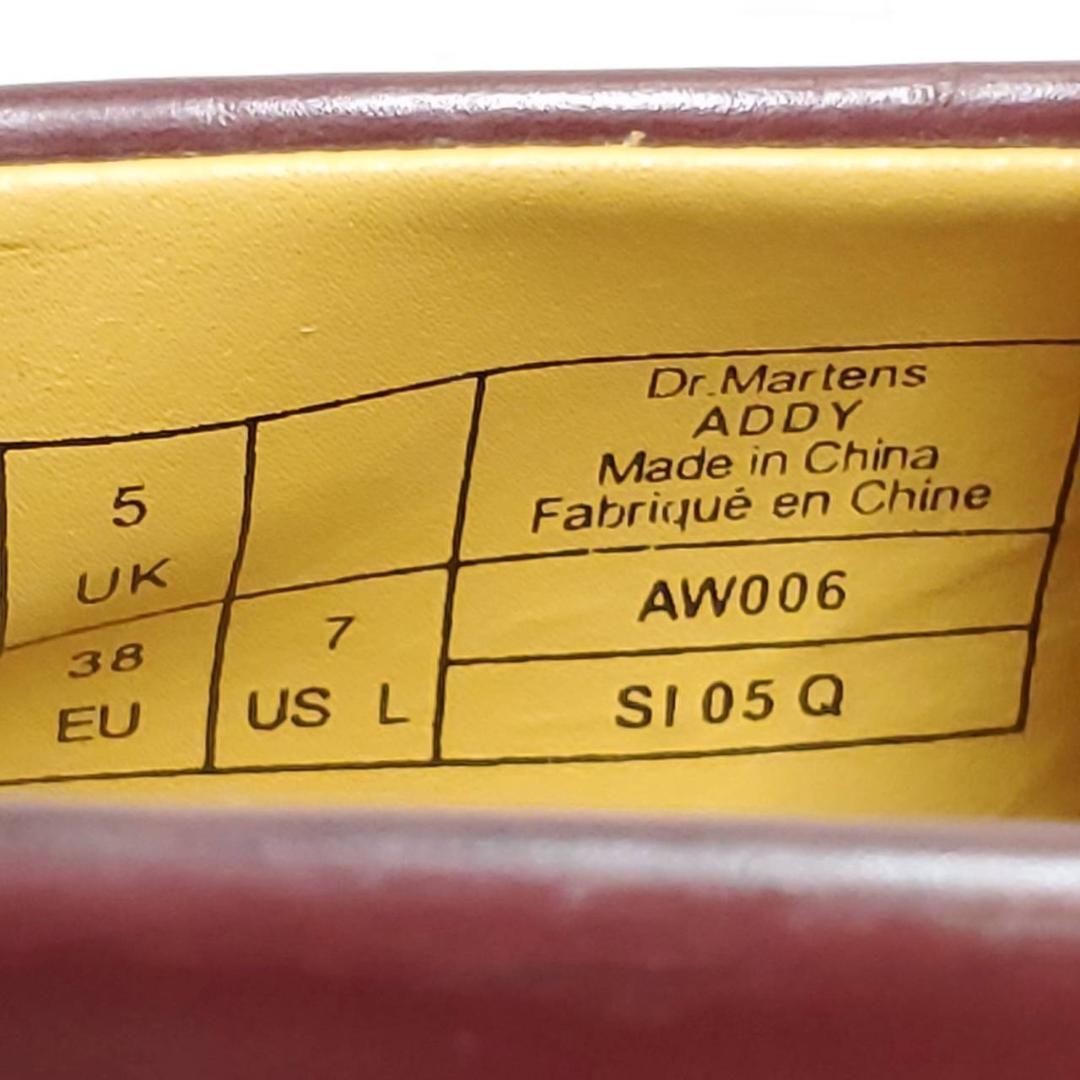 5
UK
38
EU
7
US L
Dr.Martens
ADDY
Made in China
Fabriqué en Chine
AW006
SI 05 Q